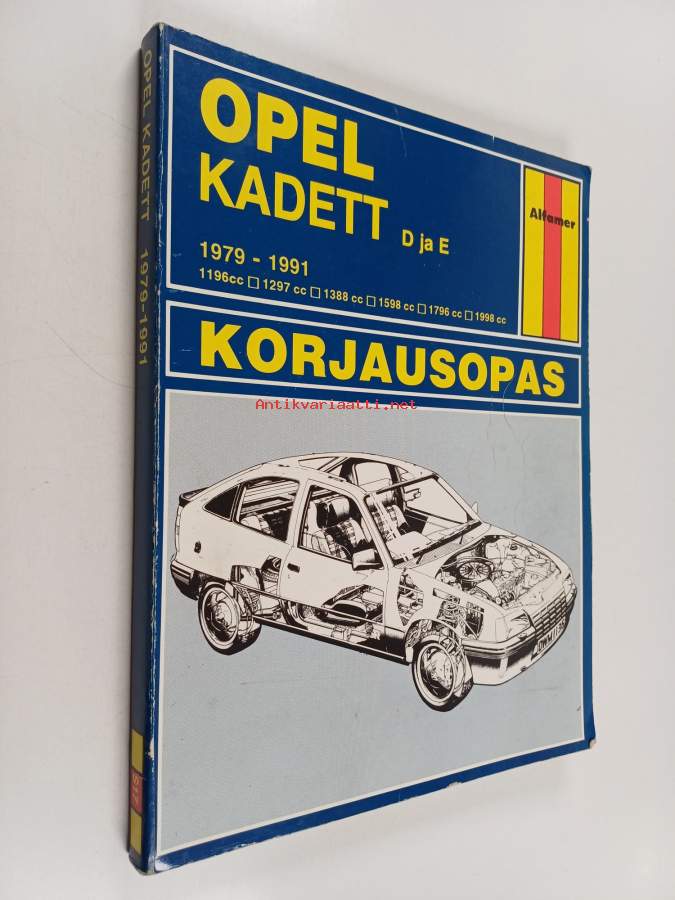 OPEL
KADETT D ja E
1979 - 1991
1196cc □ 1297 cc □ 1388 cc □ 1598 cc □ 1796 cc □ 1998 cc
Alfamer
KORJAUSOPAS
Antikvariaatti.net
OPEL KADETT 1979-1991